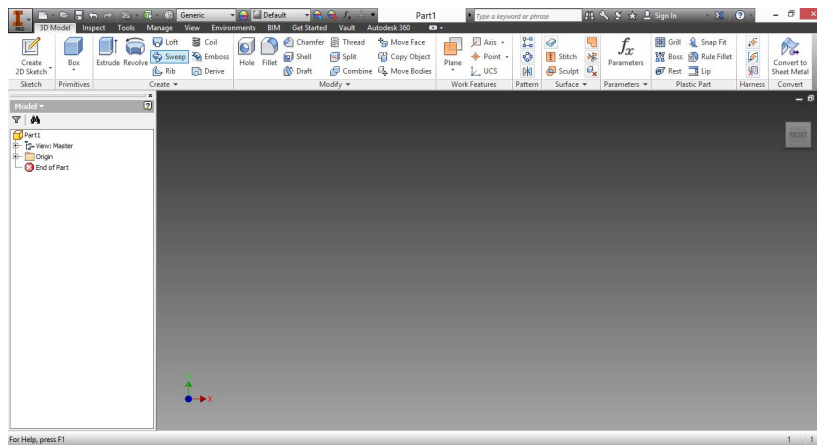 PRO
Generic
Default
Part1
Type a keyword or phrase
Sign In
3D Model Inspect Tools Manage View Environments BIM Get Started Vault Autodesk 360
Create
2D Sketch
Box
Extrude Revolve
Loft Coil
Sweep Emboss
Rib Derive
Hole Fillet
Chamfer Thread Move Face
Shell Split Copy Object
Draft Combine Move Bodies
Plane
Axis
Point
UCS
Stitch
Sculpt
fx
Parameters
Grill Snap Fit
Boss Rule Fillet
Rest Lip
Convert to
Sheet Metal
Sketch Primitives Create Modify Work Features Pattern Surface Parameters Plastic Part Harness Convert
Model
Part1
View: Master
Origin
End of Part
FRONT
X
For Help, press F1
1 1